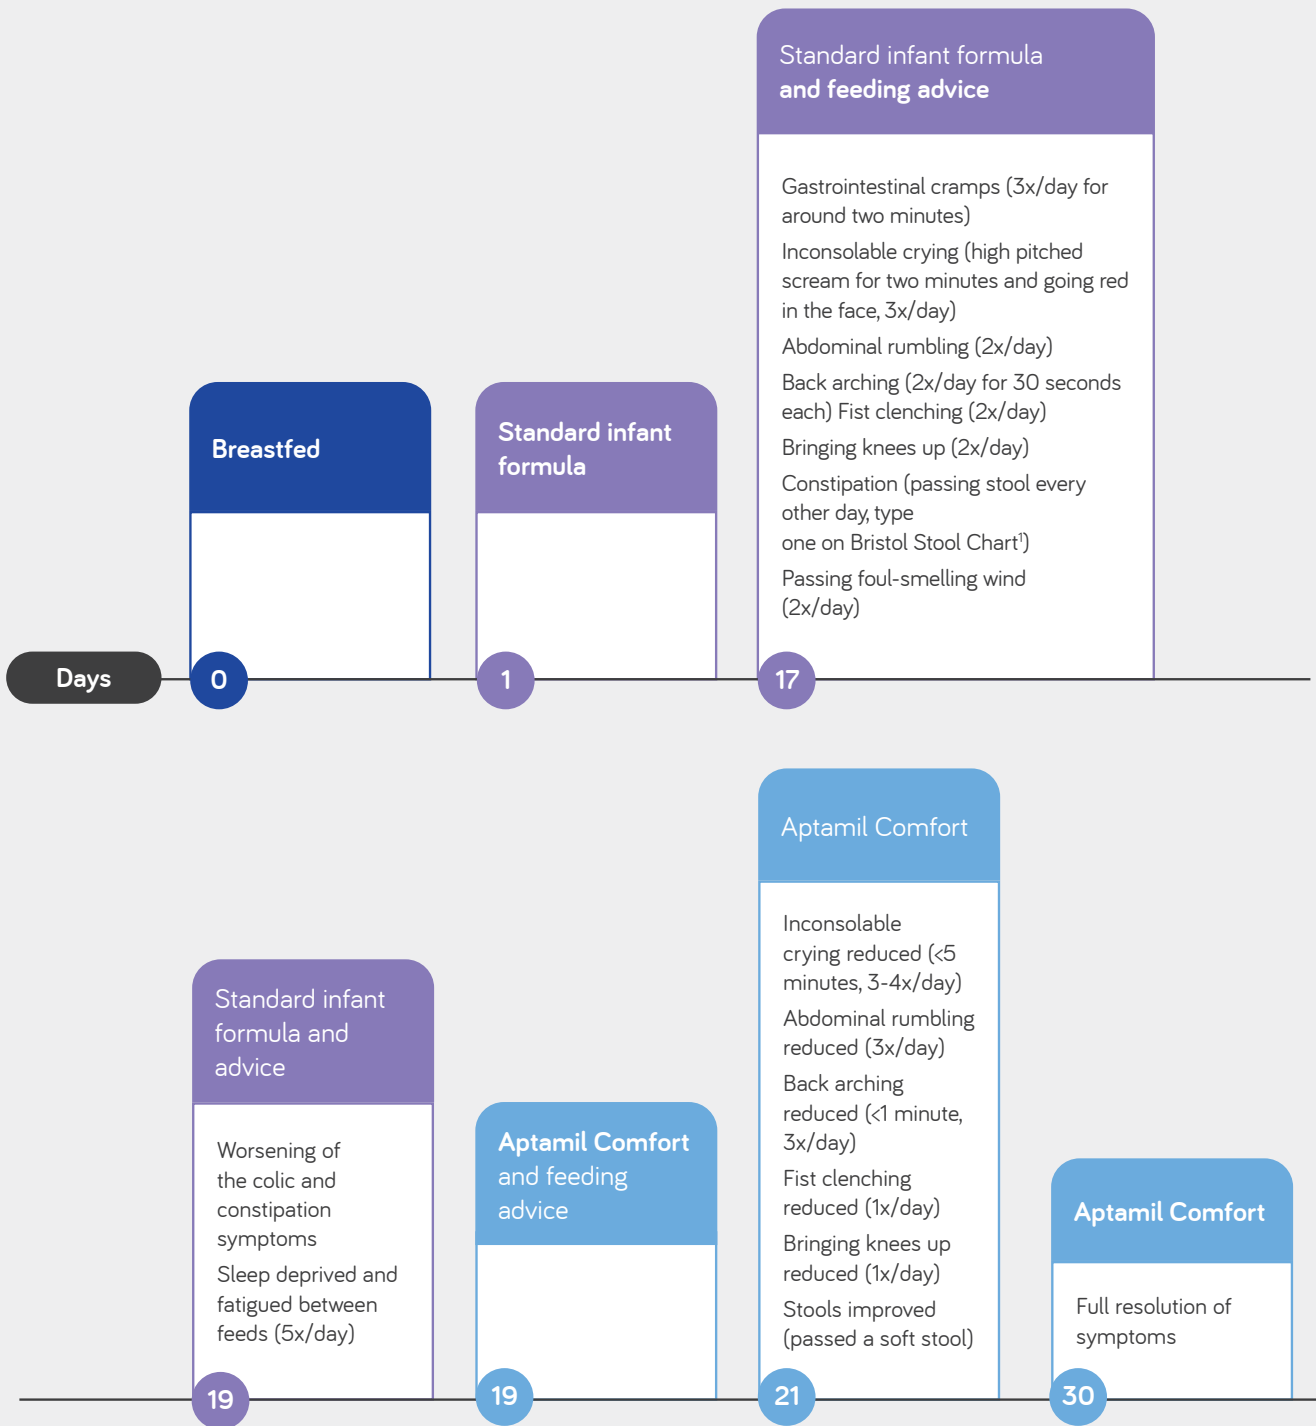 Standard infant formula
and feeding advice
Gastrointestinal cramps (3x/day for
around two minutes)
Inconsolable crying (high pitched
scream for two minutes and going red
in the face, 3x/day)
Abdominal rumbling (2x/day)
Back arching (2x/day for 30 seconds
each) Fist clenching (2x/day)
Bringing knees up (2x/day)
Constipation (passing stool every
other day, type
one on Bristol Stool Chart¹)
Passing foul-smelling wind
(2x/day)
Breastfed
Standard infant
formula
Days
0
1
17
Standard infant
formula and
advice
Worsening of
the colic and
constipation
symptoms
Sleep deprived and
fatigued between
feeds (5x/day)
19
Aptamil Comfort
and feeding
advice
19
Aptamil Comfort
Inconsolable
crying reduced (<5
minutes, 3-4x/day)
Abdominal rumbling
reduced (3x/day)
Back arching
reduced (<1 minute,
3x/day)
Fist clenching
reduced (1x/day)
Bringing knees up
reduced (1x/day)
Stools improved
(passed a soft stool)
21
Aptamil Comfort
Full resolution of
symptoms
30